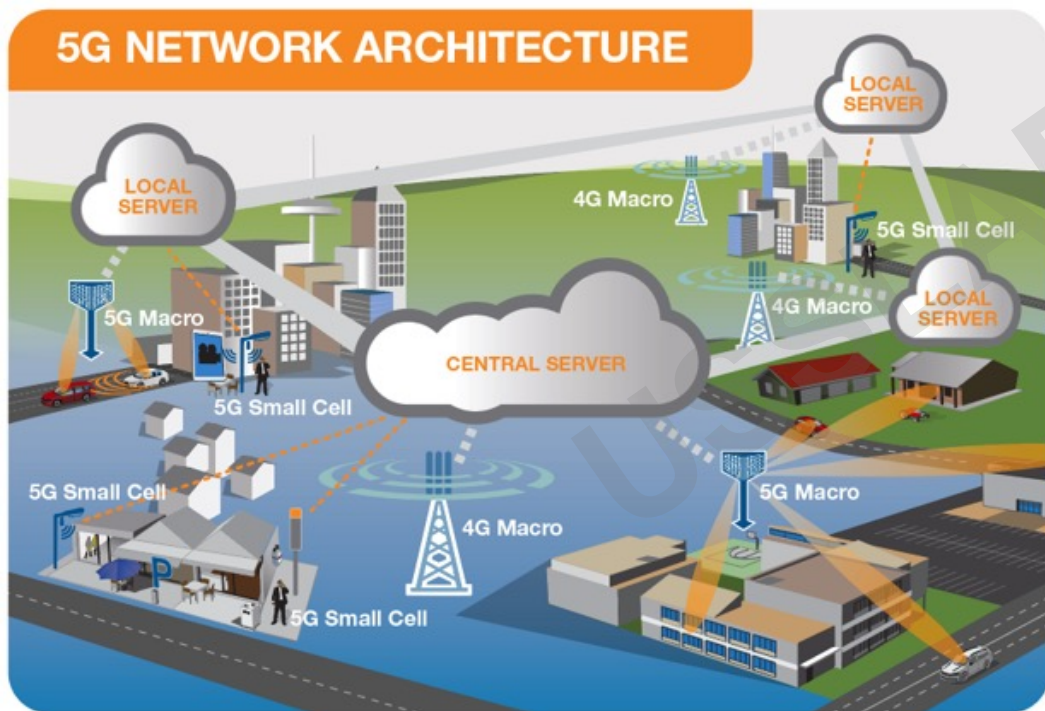 5G NETWORK ARCHITECTURE
LOCAL
SERVER
LOCAL
SERVER
4G Macro
5G Small Cell
4G Macro
LOCAL
SERVER
5G Macro
CENTRAL SERVER
5G Small Cell
5G Small Cell
P
4G Macro
5G Macro
5G Small Cell